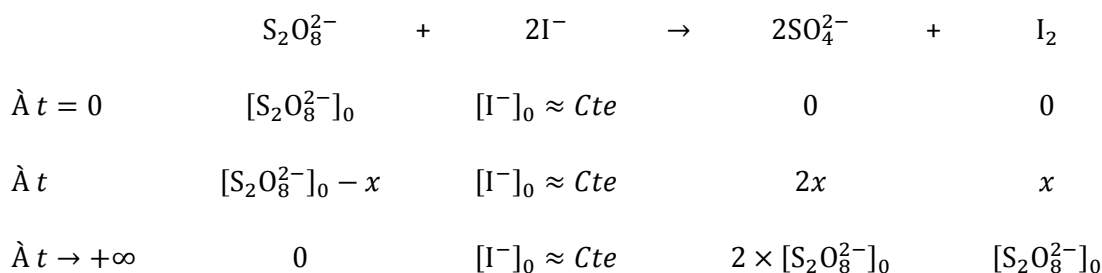 S₂O₈²⁻ + 2I⁻ → 2SO₄²⁻ + I₂
À t = 0 [S₂O₈²⁻]₀ [I⁻]₀ ≈ Cte 0 0
À t [S₂O₈²⁻]₀ − x [I⁻]₀ ≈ Cte 2x x
À t → +∞ 0 [I⁻]₀ ≈ Cte 2 × [S₂O₈²⁻]₀ [S₂O₈²⁻]₀